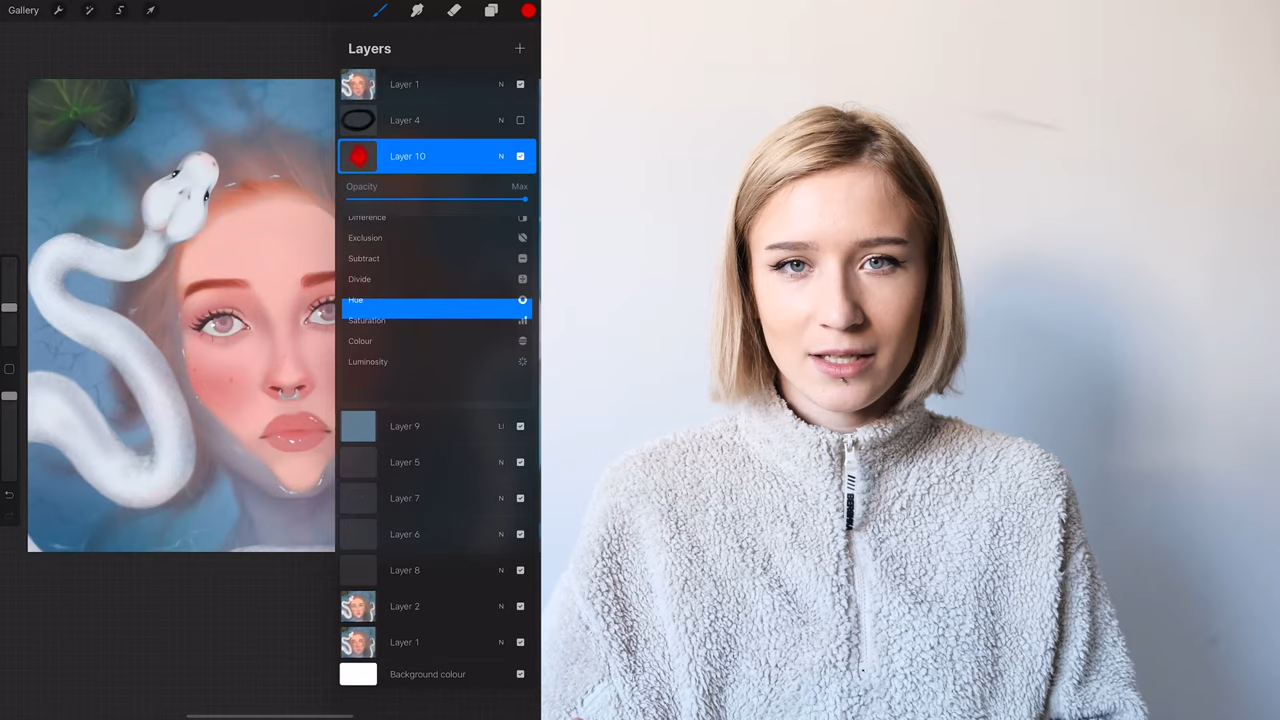 Gallery
Layers
Layer 1 N
Layer 4 N
Layer 10 N
Opacity Max
Difference
Exclusion
Subtract
Divide
Hue
Saturation
Colour
Luminosity
Layer 9 LI
Layer 5 N
Layer 7 N
Layer 6 N
Layer 8 N
Layer 2 N
Layer 1 N
Background colour